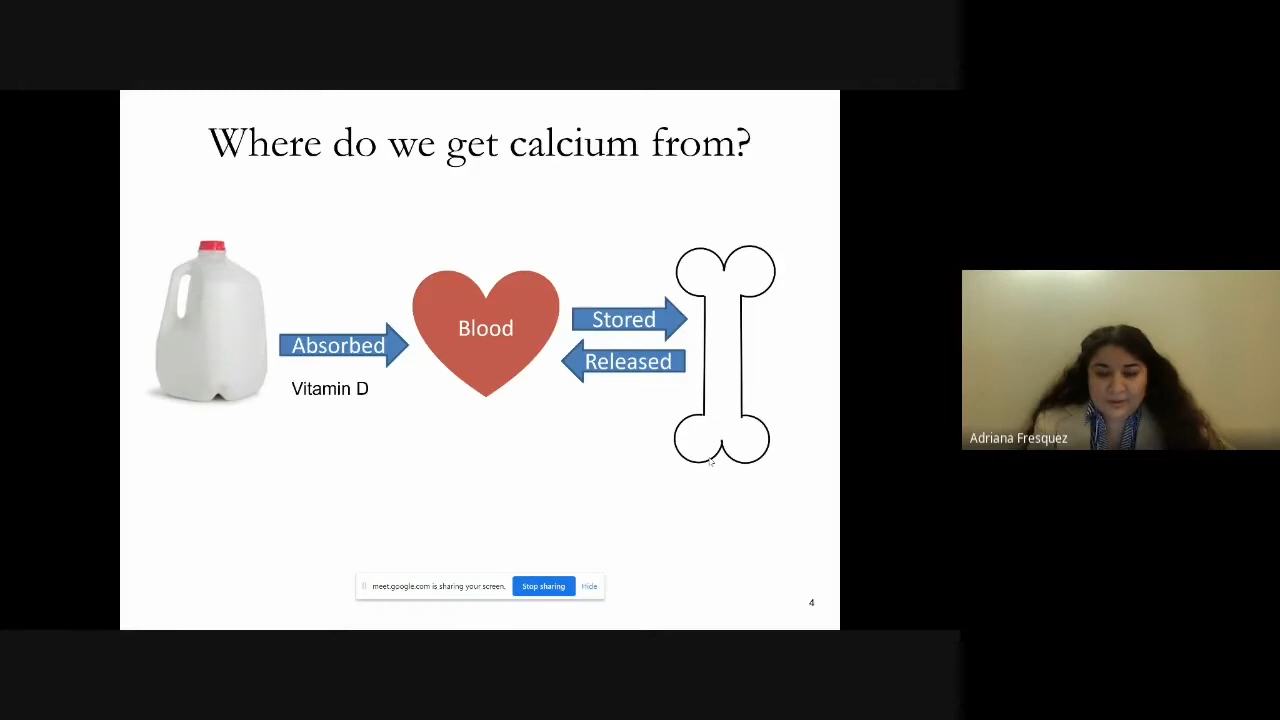 Where do we get calcium from?
Absorbed
Vitamin D
Blood
Stored
Released
Adriana Fresquez
meet.google.com is sharing your screen.
Stop sharing
Hide
4